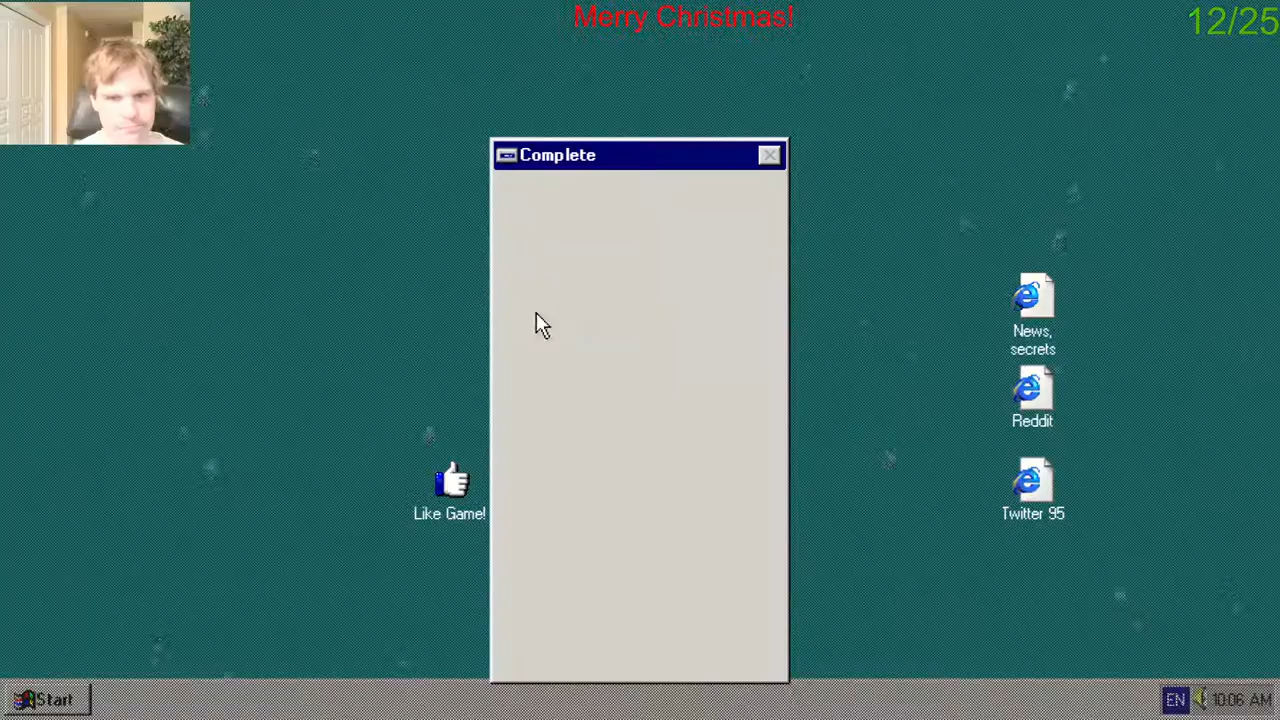 Merry Christmas!
12/25
Complete
News,
secrets
Reddit
Like Game!
Twitter 95
Start
EN
10:06 AM